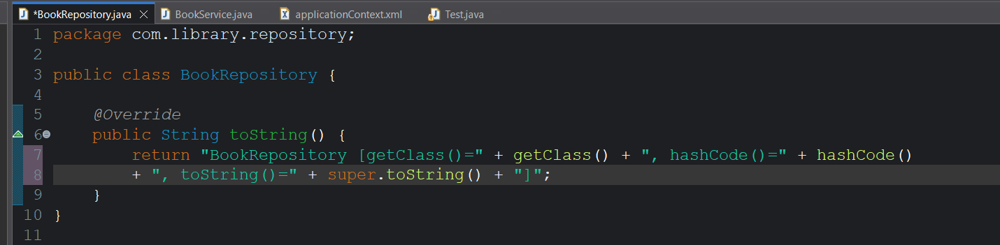 *BookRepository.java BookService.java applicationContext.xml Test.java
1 package com.library.repository;
2
3 public class BookRepository {
4
5 @Override
6 public String toString() {
7 return "BookRepository [getClass()=" + getClass() + ", hashCode()=" + hashCode()
8 + ", toString()=" + super.toString() + "]";
9 }
10 }
11